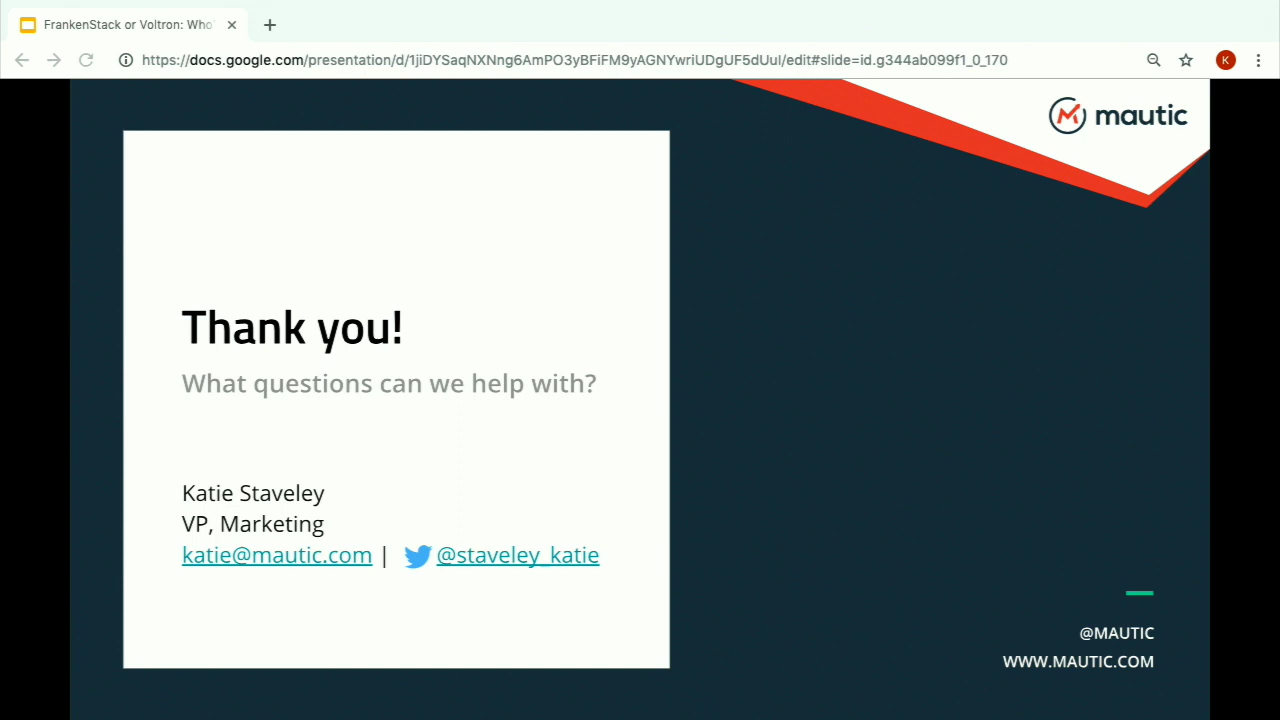 FrankenStack or Voltron: Who'
https://docs.google.com/presentation/d/1jiDYSaqNXNng6AmPO3yBFiFM9yAGNYwriUDgUF5dUuI/edit#slide=id.g344ab099f1_0_170
K
mautic
Thank you!
What questions can we help with?
Katie Staveley
VP, Marketing
katie@mautic.com | @staveley_katie
@MAUTIC
WWW.MAUTIC.COM